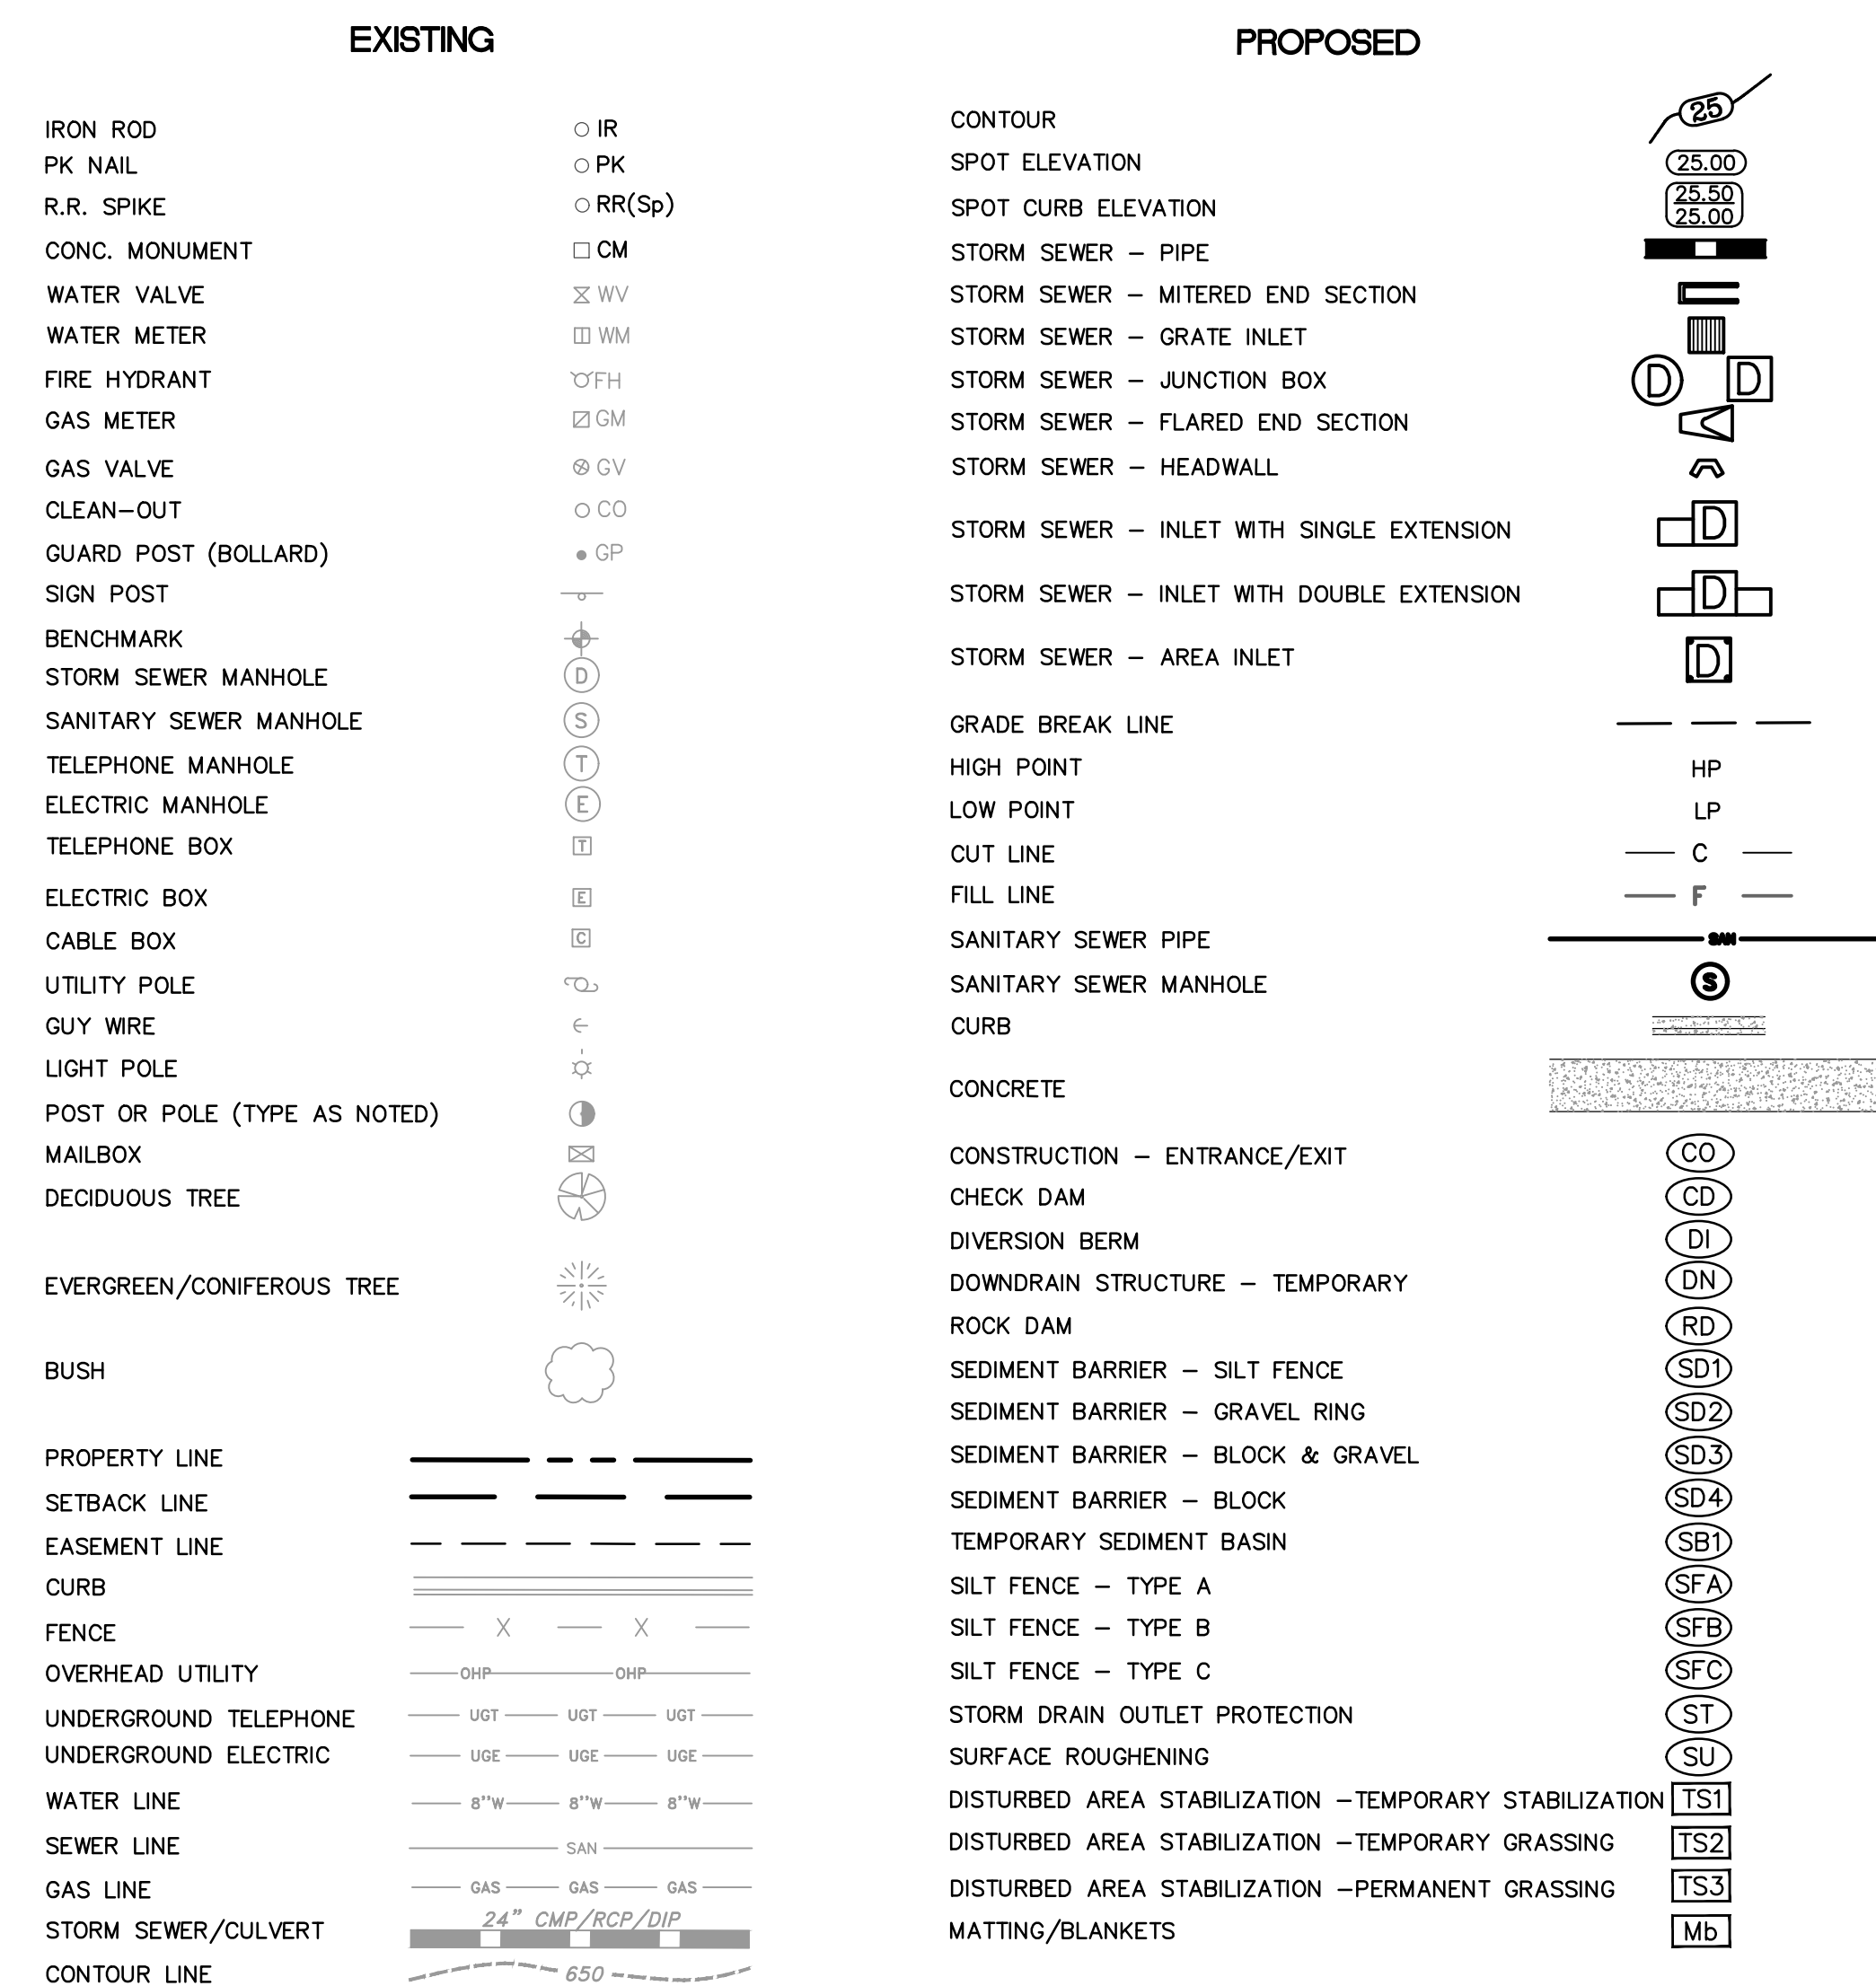 EXISTING
IRON ROD ○ IR
PK NAIL ○ PK
R.R. SPIKE ○ RR(Sp)
CONC. MONUMENT □ CM
WATER VALVE WV
WATER METER WM
FIRE HYDRANT FH
GAS METER GM
GAS VALVE GV
CLEAN-OUT CO
GUARD POST (BOLLARD) GP
SIGN POST
BENCHMARK
STORM SEWER MANHOLE D
SANITARY SEWER MANHOLE S
TELEPHONE MANHOLE T
ELECTRIC MANHOLE E
TELEPHONE BOX T
ELECTRIC BOX E
CABLE BOX C
UTILITY POLE
GUY WIRE
LIGHT POLE
POST OR POLE (TYPE AS NOTED)
MAILBOX
DECIDUOUS TREE
EVERGREEN/CONIFEROUS TREE
BUSH
PROPERTY LINE
SETBACK LINE
EASEMENT LINE
CURB
FENCE X X
OVERHEAD UTILITY OHP OHP
UNDERGROUND TELEPHONE UGT UGT UGT
UNDERGROUND ELECTRIC UGE UGE UGE
WATER LINE 8''W 8''W 8''W
SEWER LINE SAN
GAS LINE GAS GAS GAS
24" CMP/RCP/DIP
STORM SEWER/CULVERT
CONTOUR LINE 650
PROPOSED
CONTOUR 25
SPOT ELEVATION 25.00
25.50
SPOT CURB ELEVATION
25.00
STORM SEWER - PIPE
STORM SEWER - MITERED END SECTION
STORM SEWER - GRATE INLET
STORM SEWER - JUNCTION BOX D D
STORM SEWER - FLARED END SECTION
STORM SEWER - HEADWALL
STORM SEWER - INLET WITH SINGLE EXTENSION D
STORM SEWER - INLET WITH DOUBLE EXTENSION D
STORM SEWER - AREA INLET D
GRADE BREAK LINE
HIGH POINT HP
LOW POINT LP
CUT LINE C
FILL LINE F
SANITARY SEWER PIPE SAN
SANITARY SEWER MANHOLE S
CURB
CONCRETE
CONSTRUCTION - ENTRANCE/EXIT CO
CHECK DAM CD
DIVERSION BERM DI
DOWNDRAIN STRUCTURE - TEMPORARY DN
ROCK DAM RD
SEDIMENT BARRIER - SILT FENCE SD1
SEDIMENT BARRIER - GRAVEL RING SD2
SEDIMENT BARRIER - BLOCK & GRAVEL SD3
SEDIMENT BARRIER - BLOCK SD4
TEMPORARY SEDIMENT BASIN SB1
SILT FENCE - TYPE A SFA
SILT FENCE - TYPE B SFB
SILT FENCE - TYPE C SFC
STORM DRAIN OUTLET PROTECTION ST
SURFACE ROUGHENING SU
DISTURBED AREA STABILIZATION -TEMPORARY STABILIZATION TS1
DISTURBED AREA STABILIZATION -TEMPORARY GRASSING TS2
DISTURBED AREA STABILIZATION -PERMANENT GRASSING TS3
MATTING/BLANKETS Mb